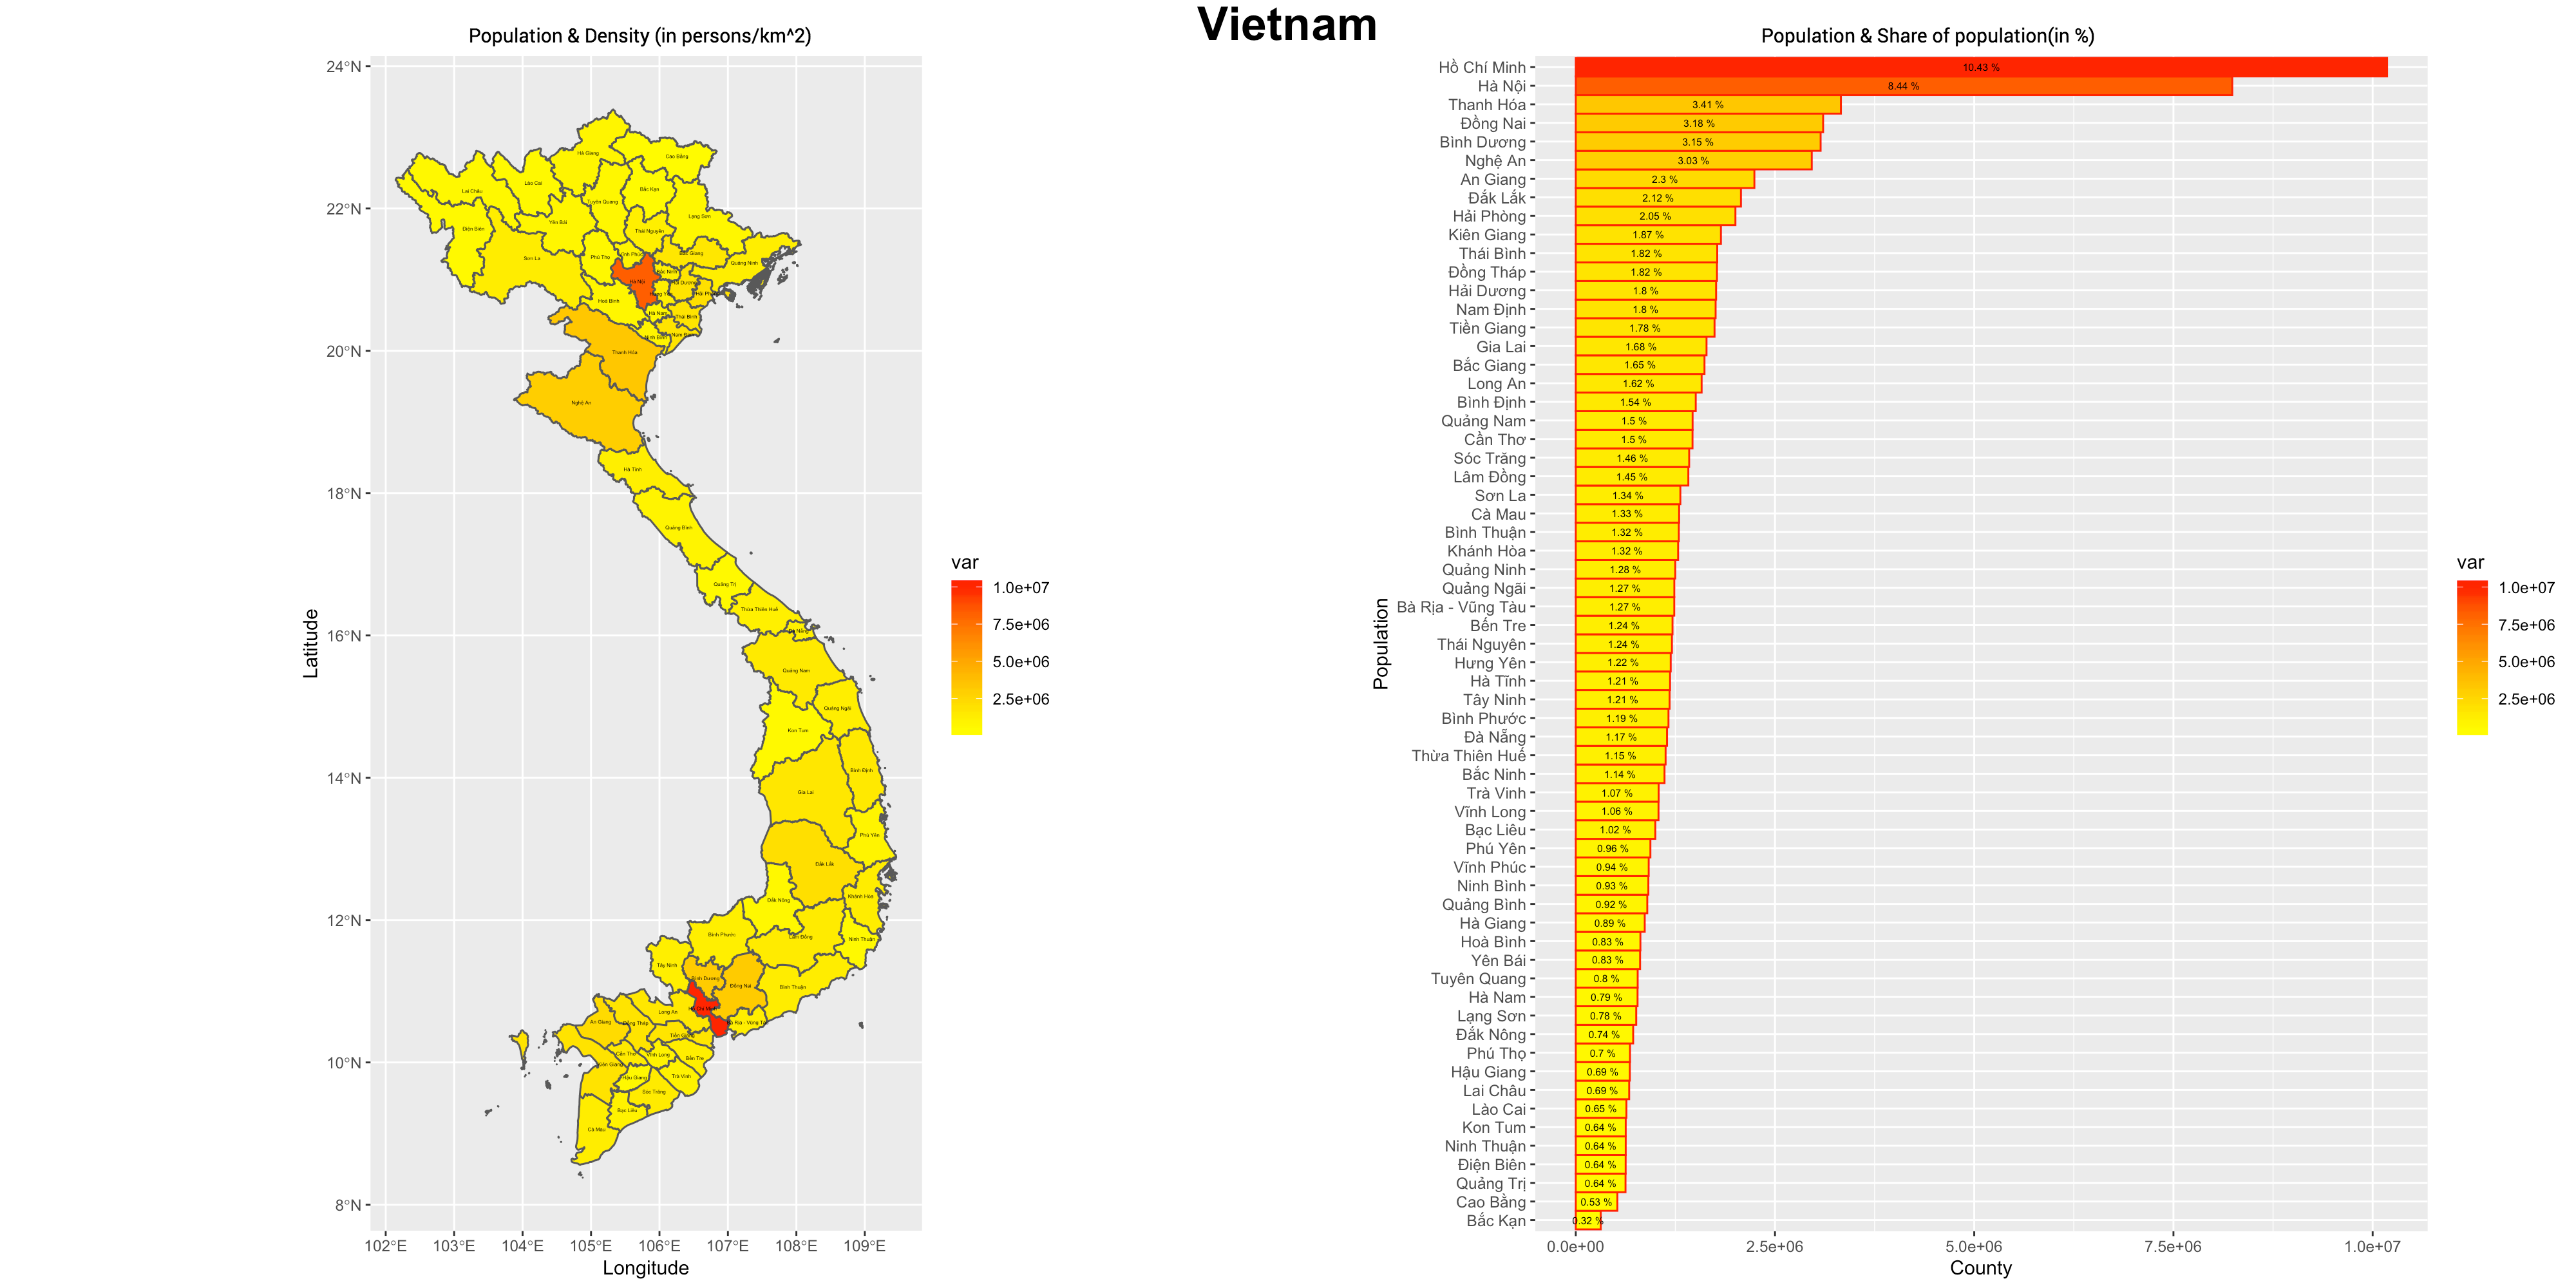 Vietnam
Population & Density (in persons/km^2)
24°N
22°N
20°N
18°N
16°N
14°N
12°N
10°N
8°N
Latitude
Hà Giang
Cao Bằng
Lai Châu
Lào Cai
Bắc Kạn
Tuyên Quang
Lạng Sơn
Yên Bái
Điện Biên
Thái Nguyên
Sơn La
Phú Thọ
Vĩnh Phúc
Bắc Giang
Quảng Ninh
Bắc Ninh
Hà Nội
Hoà Bình
Hà Nam
Thái Bình
Nam Định
Ninh Bình
Thanh Hóa
Nghệ An
Hà Tĩnh
Quảng Bình
Quảng Trị
Thừa Thiên Huế
Đà Nẵng
Quảng Nam
Quảng Ngãi
Kon Tum
Bình Định
Gia Lai
Phú Yên
Đắk Lắk
Khánh Hòa
Đắk Nông
Bình Phước
Lâm Đồng
Ninh Thuận
Tây Ninh
Bình Dương
Đồng Nai
Bình Thuận
Hồ Chí Minh
Long An
An Giang
Đồng Tháp
Bà Rịa - Vũng Tàu
Tiền Giang
Cần Thơ
Vĩnh Long
Bến Tre
Kiên Giang
Hậu Giang
Trà Vinh
Sóc Trăng
Bạc Liêu
Cà Mau
102°E 103°E 104°E 105°E 106°E 107°E 108°E 109°E
Longitude
var
1.0e+07
7.5e+06
5.0e+06
2.5e+06
Population & Share of population(in %)
Population
Hồ Chí Minh 10.43 %
Hà Nội 8.44 %
Thanh Hóa 3.41 %
Đồng Nai 3.18 %
Bình Dương 3.15 %
Nghệ An 3.03 %
An Giang 2.3 %
Đắk Lắk 2.12 %
Hải Phòng 2.05 %
Kiên Giang 1.87 %
Thái Bình 1.82 %
Đồng Tháp 1.82 %
Hải Dương 1.8 %
Nam Định 1.8 %
Tiền Giang 1.78 %
Gia Lai 1.68 %
Bắc Giang 1.65 %
Long An 1.62 %
Bình Định 1.54 %
Quảng Nam 1.5 %
Cần Thơ 1.5 %
Sóc Trăng 1.46 %
Lâm Đồng 1.45 %
Sơn La 1.34 %
Cà Mau 1.33 %
Bình Thuận 1.32 %
Khánh Hòa 1.32 %
Quảng Ninh 1.28 %
Quảng Ngãi 1.27 %
Bà Rịa - Vũng Tàu 1.27 %
Bến Tre 1.24 %
Thái Nguyên 1.24 %
Hưng Yên 1.22 %
Hà Tĩnh 1.21 %
Tây Ninh 1.21 %
Bình Phước 1.19 %
Đà Nẵng 1.17 %
Thừa Thiên Huế 1.15 %
Bắc Ninh 1.14 %
Trà Vinh 1.07 %
Vĩnh Long 1.06 %
Bạc Liêu 1.02 %
Phú Yên 0.96 %
Vĩnh Phúc 0.94 %
Ninh Bình 0.93 %
Quảng Bình 0.92 %
Hà Giang 0.89 %
Hoà Bình 0.83 %
Yên Bái 0.83 %
Tuyên Quang 0.8 %
Hà Nam 0.79 %
Lạng Sơn 0.78 %
Đắk Nông 0.74 %
Phú Thọ 0.7 %
Hậu Giang 0.69 %
Lai Châu 0.69 %
Lào Cai 0.65 %
Kon Tum 0.64 %
Ninh Thuận 0.64 %
Điện Biên 0.64 %
Quảng Trị 0.64 %
Cao Bằng 0.53 %
Bắc Kạn 0.32 %
0.0e+00 2.5e+06 5.0e+06 7.5e+06 1.0e+07
County
var
1.0e+07
7.5e+06
5.0e+06
2.5e+06